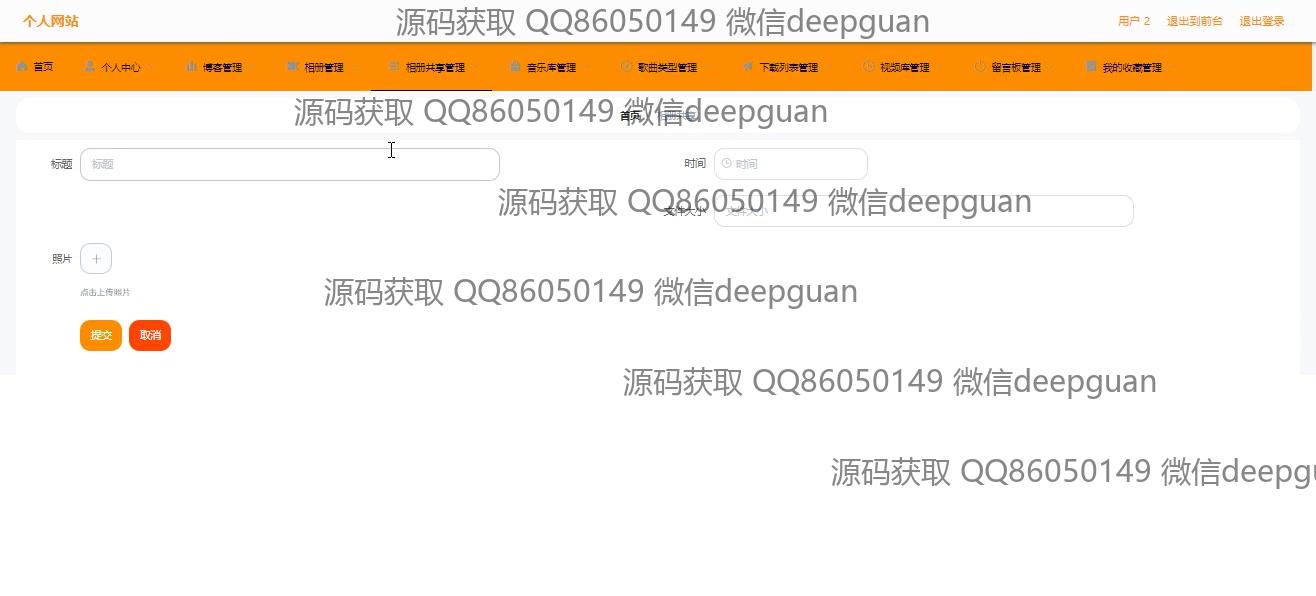 个人网站
源码获取 QQ86050149 微信deepguan
用户 2 退出到前台 退出登录
首页 个人中心 博客管理 相册管理 相册共享管理 音乐库管理 歌曲类型管理 下载列表管理 视频库管理 留言板管理 我的收藏管理
源码获取 QQ86050149 微信deepguan
首页 相册共享
标题 标题 时间 时间
源码获取 QQ86050149 微信deepguan
文件大小 文件大小
照片
点击上传照片
源码获取 QQ86050149 微信deepguan
提交 取消
源码获取 QQ86050149 微信deepguan
源码获取 QQ86050149 微信deepgu